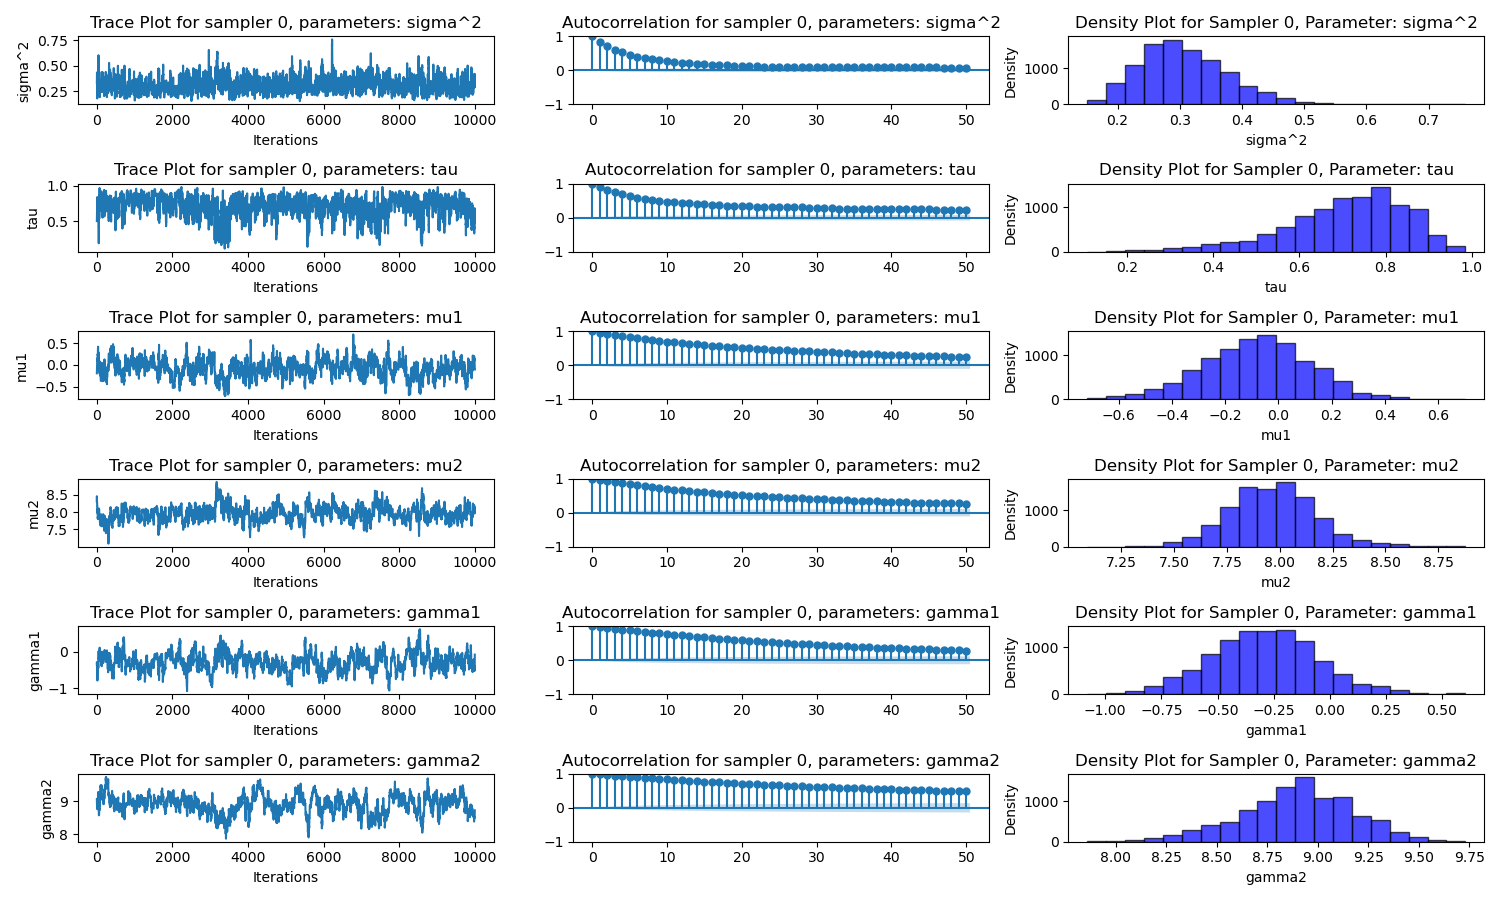 Trace Plot for sampler 0, parameters: sigma^2
sigma^2
0.75
0.50
0.25
0 2000 4000 6000 8000 10000
Iterations
Autocorrelation for sampler 0, parameters: sigma^2
1
0
−1
0 10 20 30 40 50
Density Plot for Sampler 0, Parameter: sigma^2
Density
1000
0
0.2 0.3 0.4 0.5 0.6 0.7
sigma^2
Trace Plot for sampler 0, parameters: tau
tau
1.0
0.5
0 2000 4000 6000 8000 10000
Iterations
Autocorrelation for sampler 0, parameters: tau
1
0
−1
0 10 20 30 40 50
Density Plot for Sampler 0, Parameter: tau
Density
1000
0
0.2 0.4 0.6 0.8 1.0
tau
Trace Plot for sampler 0, parameters: mu1
mu1
0.5
0.0
−0.5
0 2000 4000 6000 8000 10000
Iterations
Autocorrelation for sampler 0, parameters: mu1
1
0
−1
0 10 20 30 40 50
Density Plot for Sampler 0, Parameter: mu1
Density
1000
0
−0.6 −0.4 −0.2 0.0 0.2 0.4 0.6
mu1
Trace Plot for sampler 0, parameters: mu2
mu2
8.5
8.0
7.5
0 2000 4000 6000 8000 10000
Iterations
Autocorrelation for sampler 0, parameters: mu2
1
0
−1
0 10 20 30 40 50
Density Plot for Sampler 0, Parameter: mu2
Density
1000
0
7.25 7.50 7.75 8.00 8.25 8.50 8.75
mu2
Trace Plot for sampler 0, parameters: gamma1
gamma1
0
−1
0 2000 4000 6000 8000 10000
Iterations
Autocorrelation for sampler 0, parameters: gamma1
1
0
−1
0 10 20 30 40 50
Density Plot for Sampler 0, Parameter: gamma1
Density
1000
0
−1.00 −0.75 −0.50 −0.25 0.00 0.25 0.50
gamma1
Trace Plot for sampler 0, parameters: gamma2
gamma2
9
8
0 2000 4000 6000 8000 10000
Iterations
Autocorrelation for sampler 0, parameters: gamma2
1
0
−1
0 10 20 30 40 50
Density Plot for Sampler 0, Parameter: gamma2
Density
1000
0
8.00 8.25 8.50 8.75 9.00 9.25 9.50 9.75
gamma2